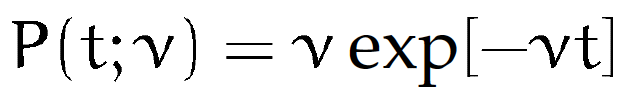 P(t; ν) = ν exp[−νt]